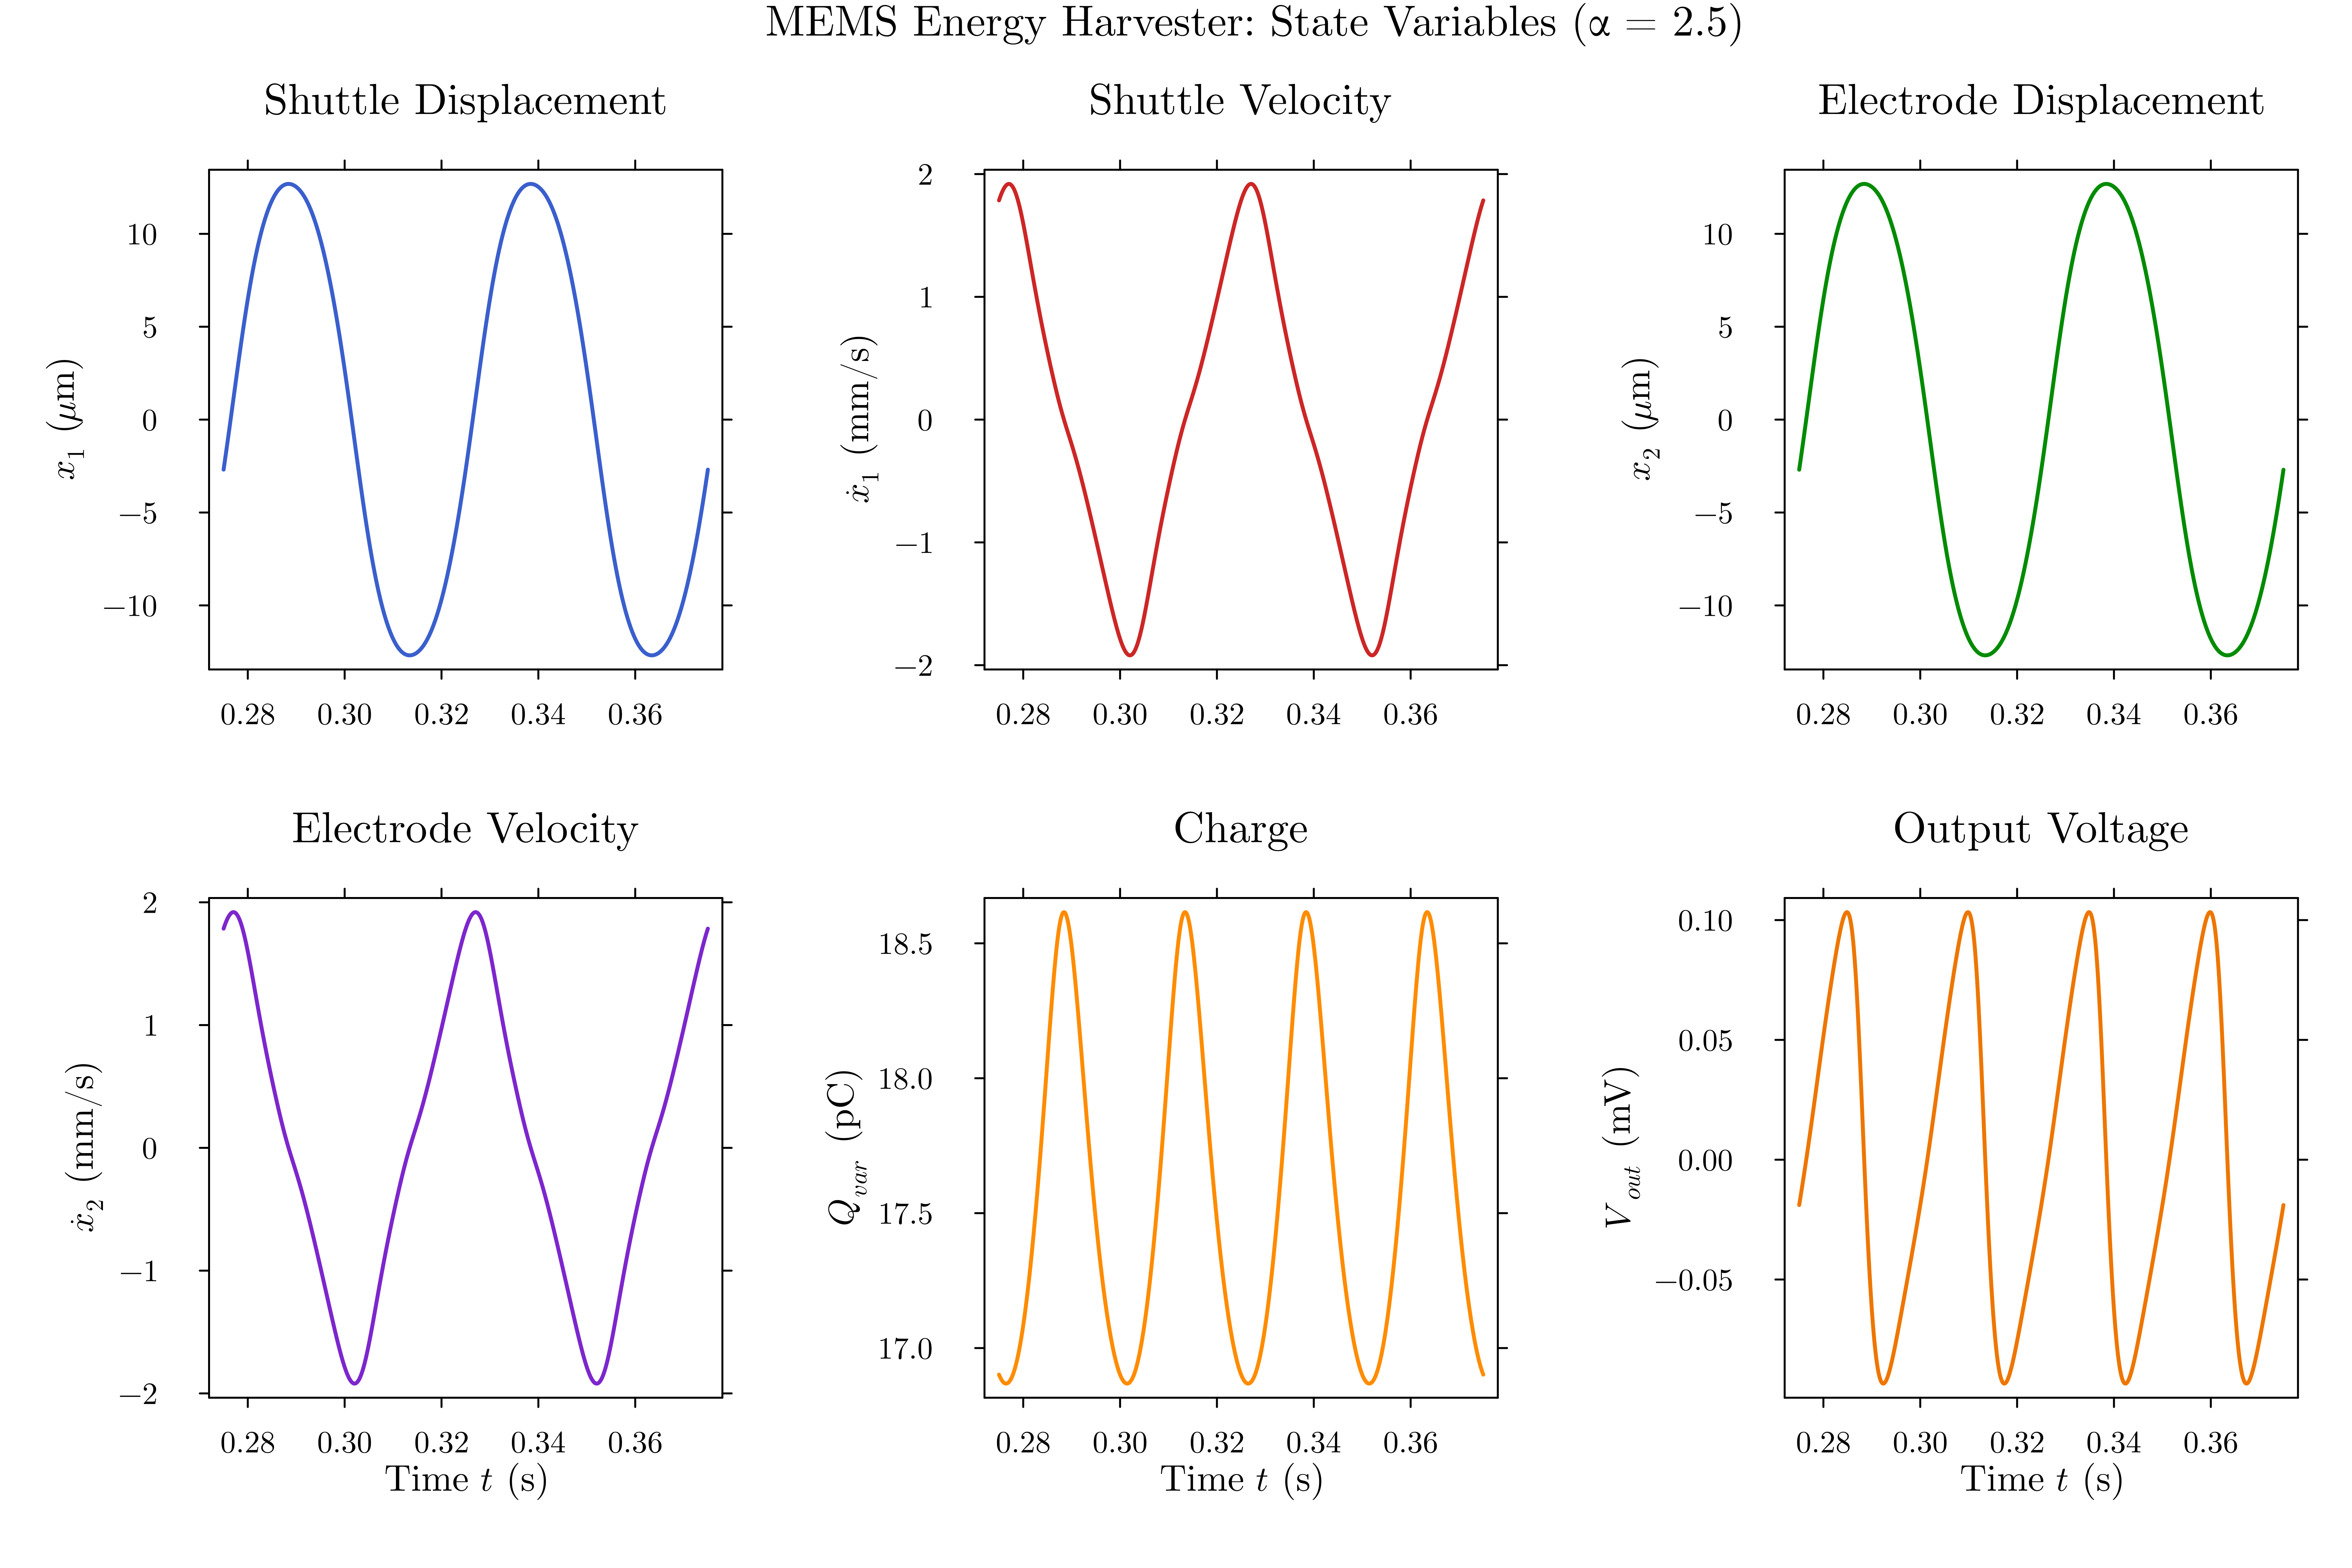 MEMS Energy Harvester: State Variables (α = 2.5)
Shuttle Displacement
x₁ (μm)
10
5
0
−5
−10
0.28 0.30 0.32 0.34 0.36
Shuttle Velocity
ẋ₁ (mm/s)
2
1
0
−1
−2
0.28 0.30 0.32 0.34 0.36
Electrode Displacement
x₂ (μm)
10
5
0
−5
−10
0.28 0.30 0.32 0.34 0.36
Electrode Velocity
ẋ₂ (mm/s)
2
1
0
−1
−2
0.28 0.30 0.32 0.34 0.36
Time t (s)
Charge
Q_var (pC)
18.5
18.0
17.5
17.0
0.28 0.30 0.32 0.34 0.36
Time t (s)
Output Voltage
V_out (mV)
0.10
0.05
0.00
−0.05
0.28 0.30 0.32 0.34 0.36
Time t (s)